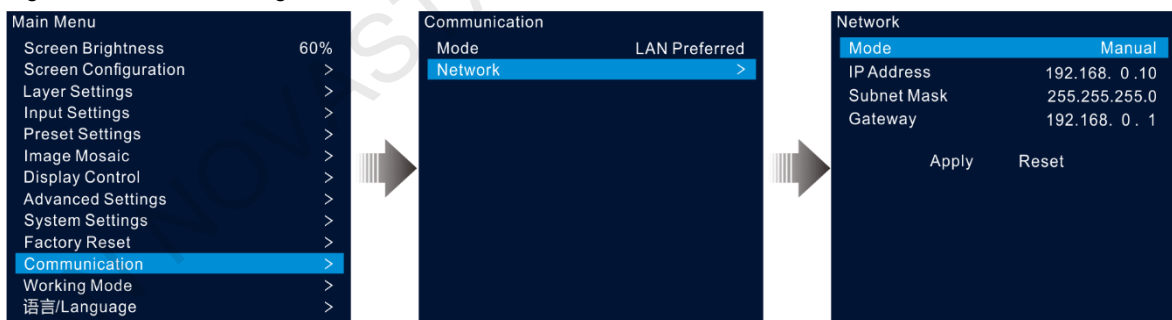 Main Menu
Screen Brightness 60%
Screen Configuration >
Layer Settings >
Input Settings >
Preset Settings >
Image Mosaic >
Display Control >
Advanced Settings >
System Settings >
Factory Reset >
Communication >
Working Mode >
语言/Language >
Communication
Mode LAN Preferred
Network >
Network
Mode Manual
IP Address 192.168. 0 .10
Subnet Mask 255.255.255.0
Gateway 192.168. 0 . 1
Apply Reset